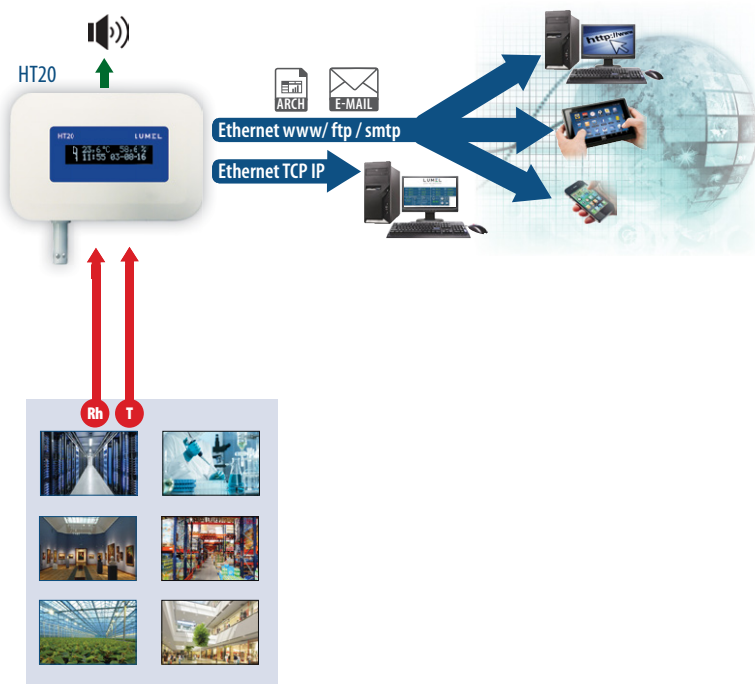 HT20
HT20 LUMEL
23.6°C 58.6%
11:55 03-08-16
ARCH
E-MAIL
Ethernet www/ ftp / smtp
Ethernet TCP IP
http://www
LUMEL
Rh
T